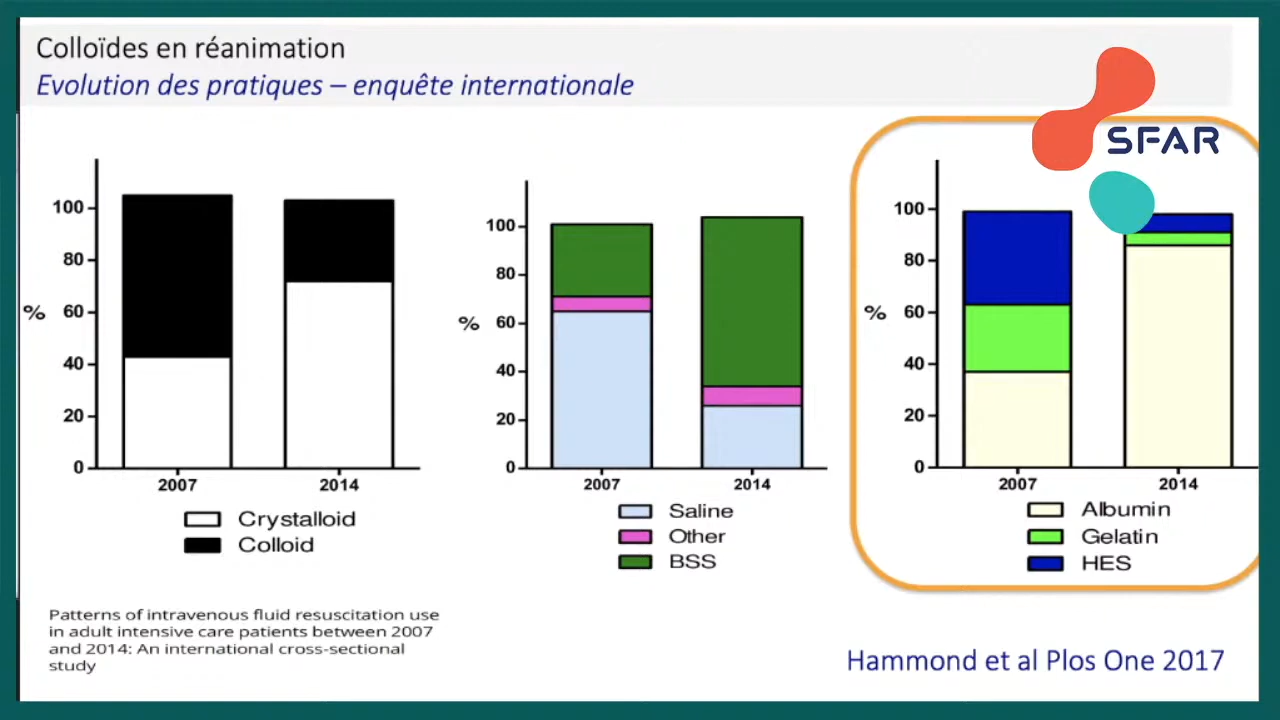 Colloïdes en réanimation
Evolution des pratiques – enquête internationale
SFAR
100
80
%
60
40
20
0
2007
2014
Crystalloid
Colloid
100
80
%
60
40
20
0
2007
2014
Saline
Other
BSS
100
80
%
60
40
20
0
2007
2014
Albumin
Gelatin
HES
Patterns of intravenous fluid resuscitation use
in adult intensive care patients between 2007
and 2014: An international cross-sectional
study
Hammond et al Plos One 2017